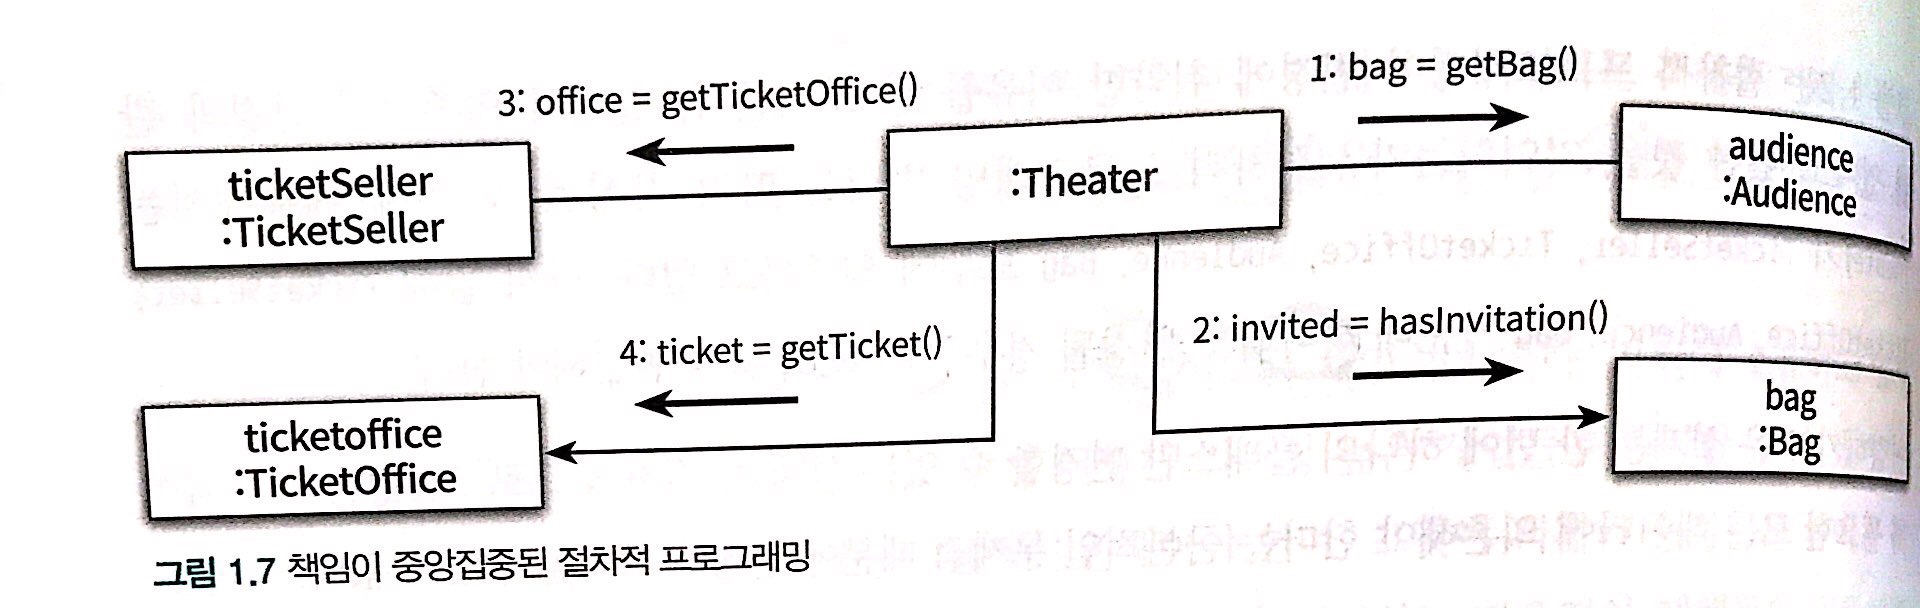 3: office = getTicketOffice()
1: bag = getBag()
ticketSeller
:TicketSeller
:Theater
audience
:Audience
4: ticket = getTicket()
2: invited = hasInvitation()
ticketoffice
:TicketOffice
bag
:Bag
그림 1.7 책임이 중앙집중된 절차적 프로그래밍